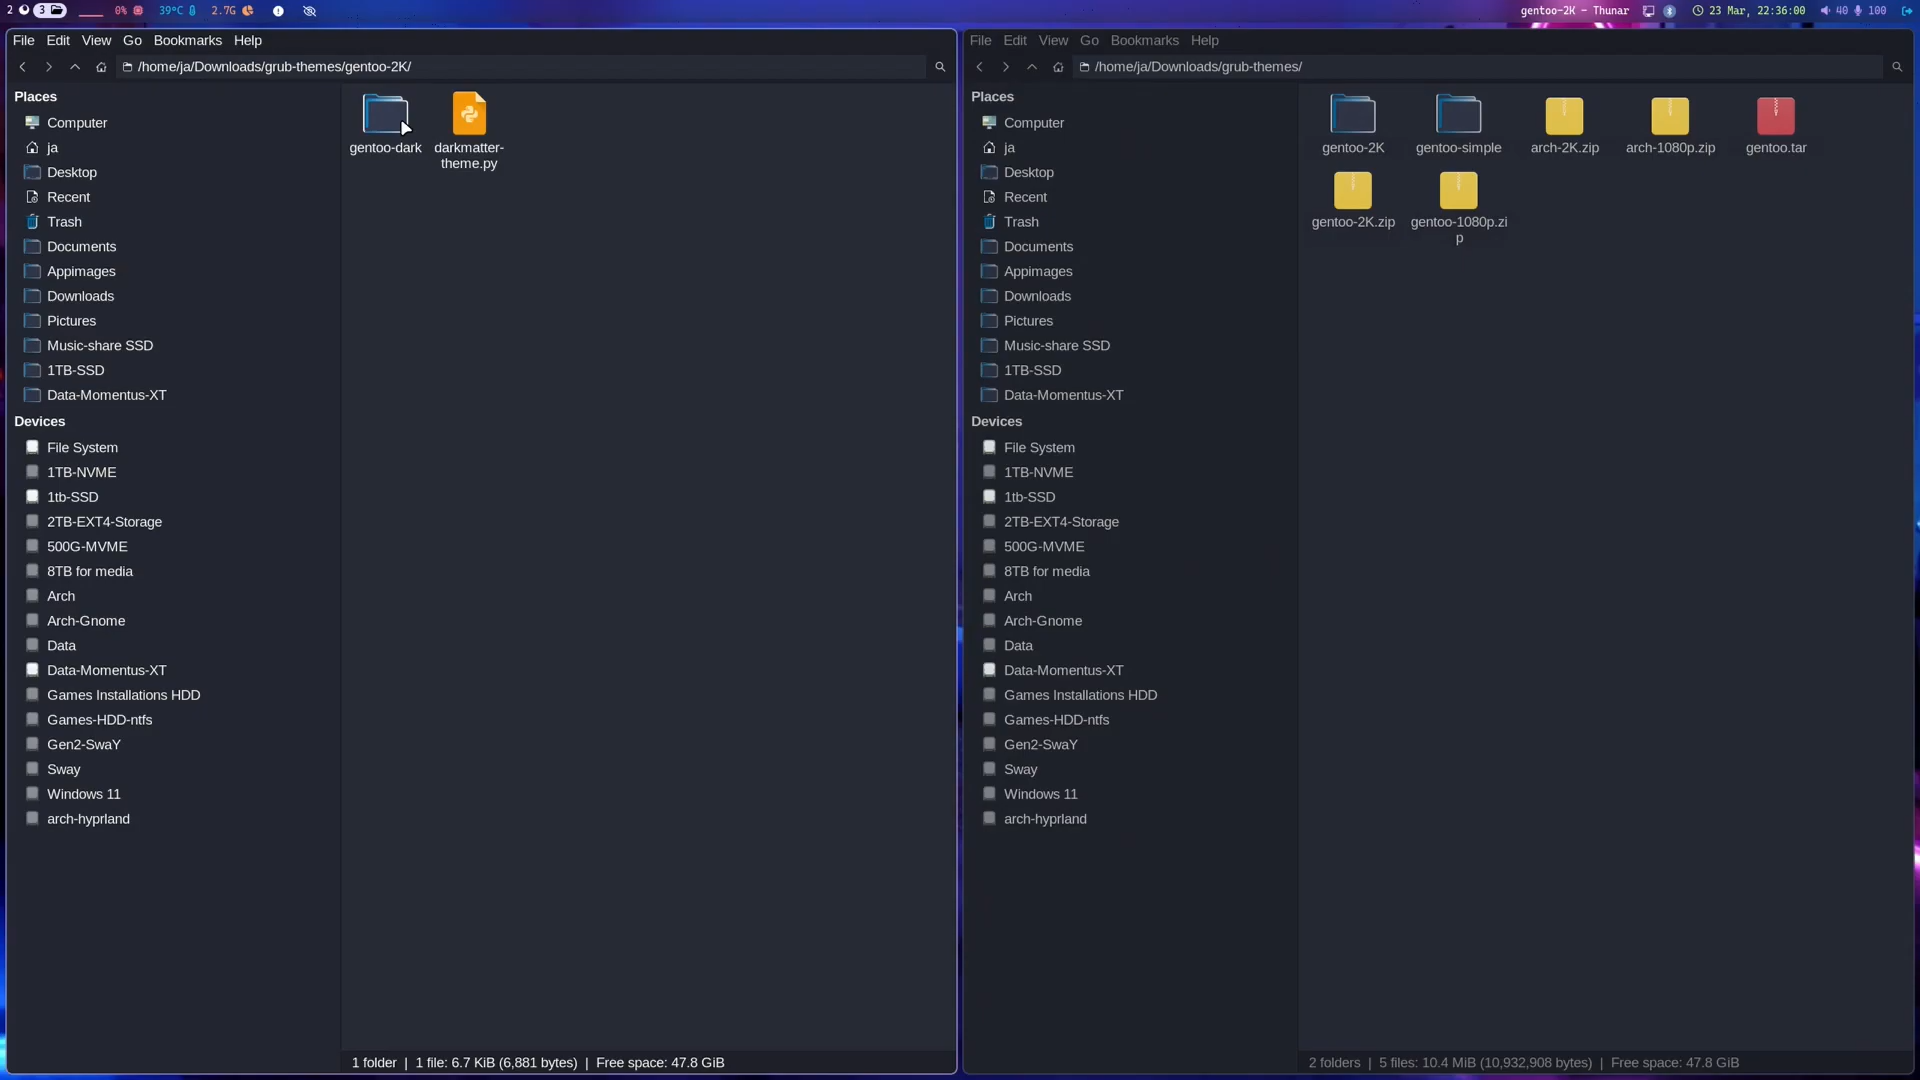 2 3 0% 39°C 2.7G
gentoo-2K - Thunar 23 Mar, 22:36:00 40 100
File Edit View Go Bookmarks Help
/home/ja/Downloads/grub-themes/gentoo-2K/
Places
Computer
ja
Desktop
Recent
Trash
Documents
Appimages
Downloads
Pictures
Music-share SSD
1TB-SSD
Data-Momentus-XT
Devices
File System
1TB-NVME
1tb-SSD
2TB-EXT4-Storage
500G-MVME
8TB for media
Arch
Arch-Gnome
Data
Data-Momentus-XT
Games Installations HDD
Games-HDD-ntfs
Gen2-SwaY
Sway
Windows 11
arch-hyprland
gentoo-dark
darkmatter-
theme.py
1 folder | 1 file: 6.7 KiB (6,881 bytes) | Free space: 47.8 GiB
File Edit View Go Bookmarks Help
/home/ja/Downloads/grub-themes/
Places
Computer
ja
Desktop
Recent
Trash
Documents
Appimages
Downloads
Pictures
Music-share SSD
1TB-SSD
Data-Momentus-XT
Devices
File System
1TB-NVME
1tb-SSD
2TB-EXT4-Storage
500G-MVME
8TB for media
Arch
Arch-Gnome
Data
Data-Momentus-XT
Games Installations HDD
Games-HDD-ntfs
Gen2-SwaY
Sway
Windows 11
arch-hyprland
gentoo-2K
gentoo-simple
arch-2K.zip
arch-1080p.zip
gentoo.tar
gentoo-2K.zip
gentoo-1080p.zi
p
2 folders | 5 files: 10.4 MiB (10,932,908 bytes) | Free space: 47.8 GiB